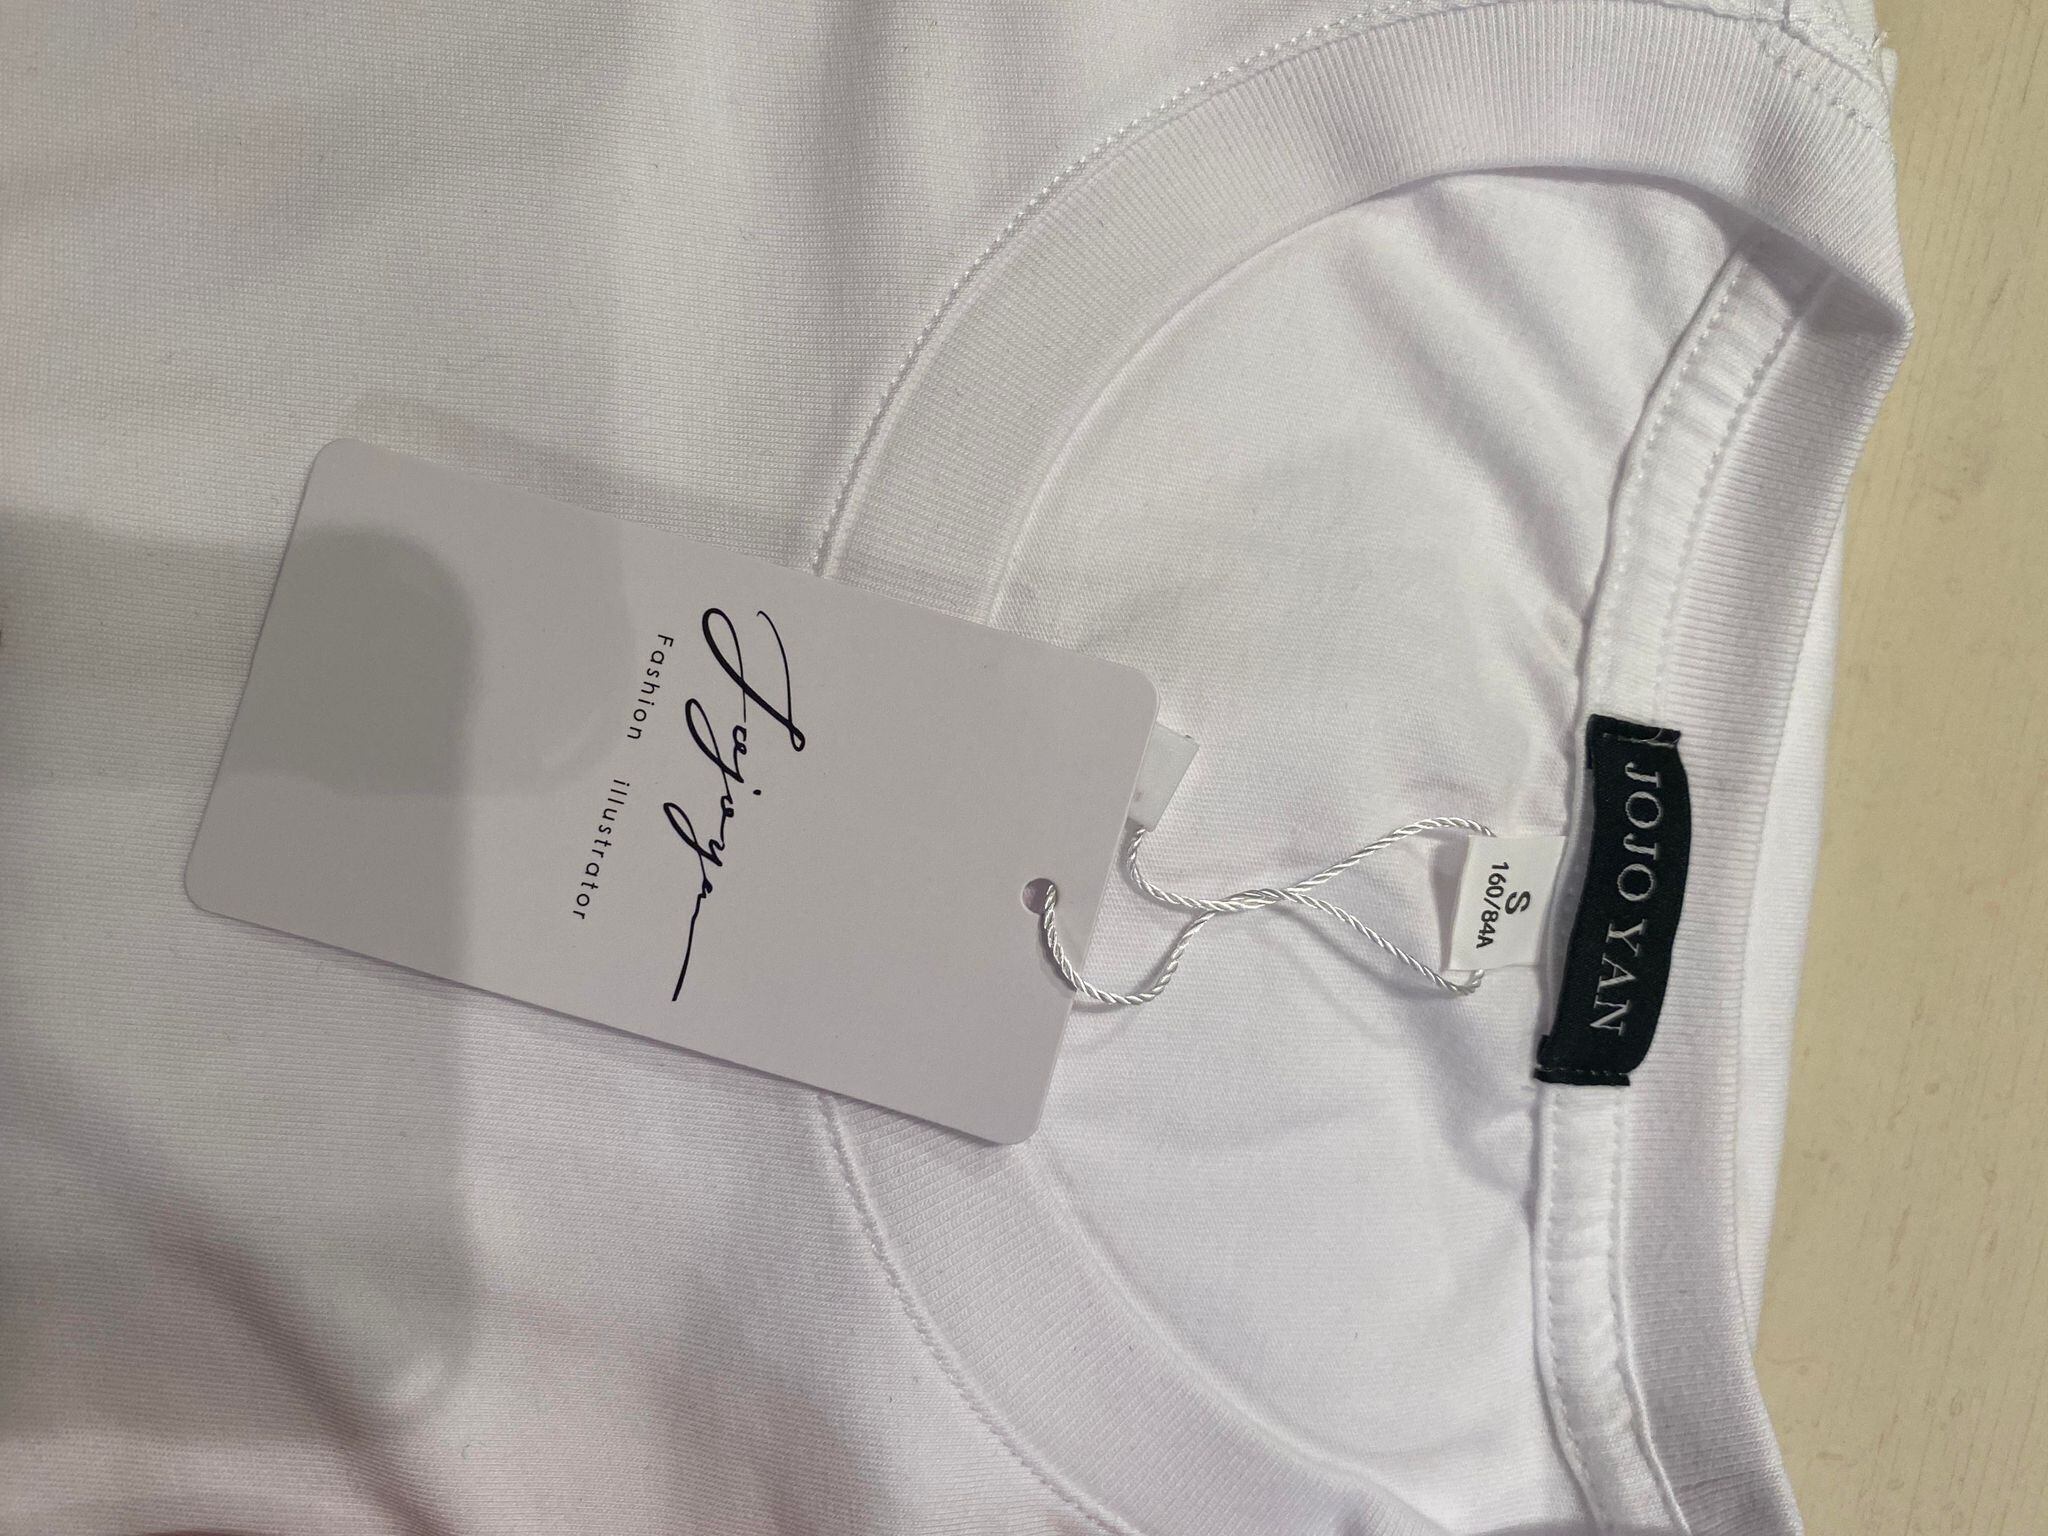 JOJO YAN
S
160/84A
Jojoyan
Fashion illustrator